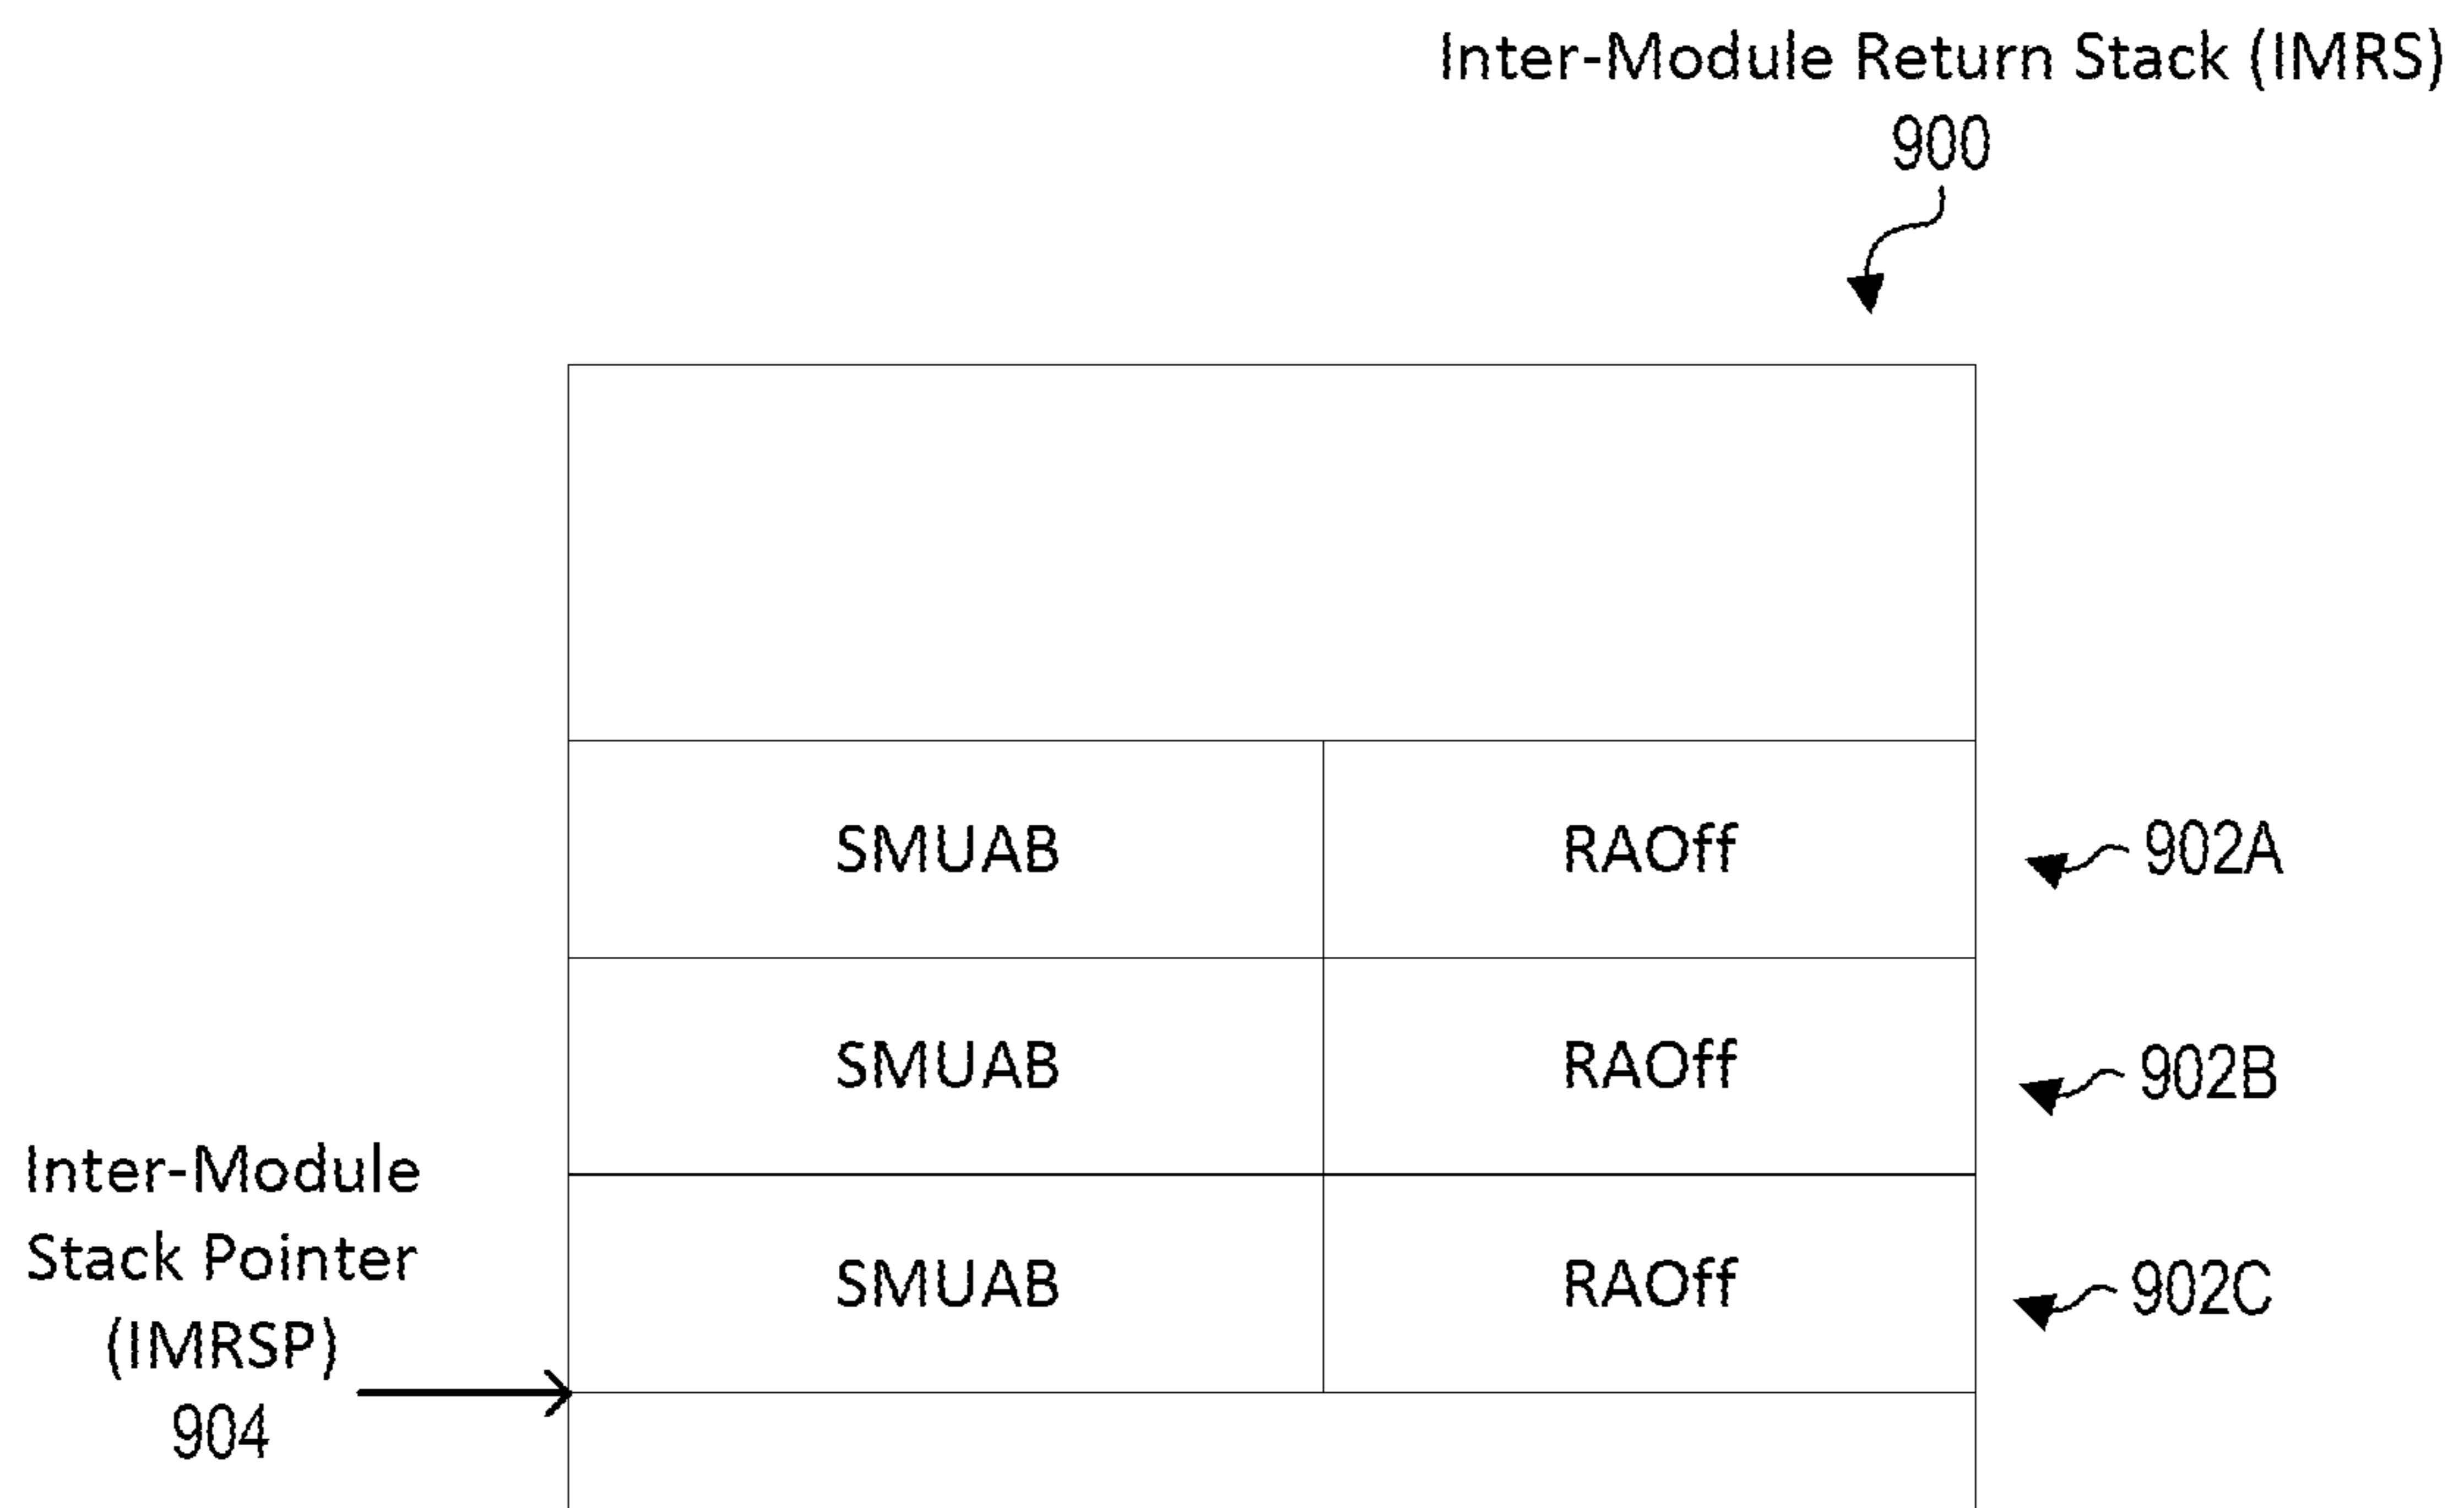 Inter-Module Return Stack (IMRS)
900
SMUAB RAOff 902A
SMUAB RAOff 902B
SMUAB RAOff 902C
Inter-Module
Stack Pointer
(IMRSP)
904